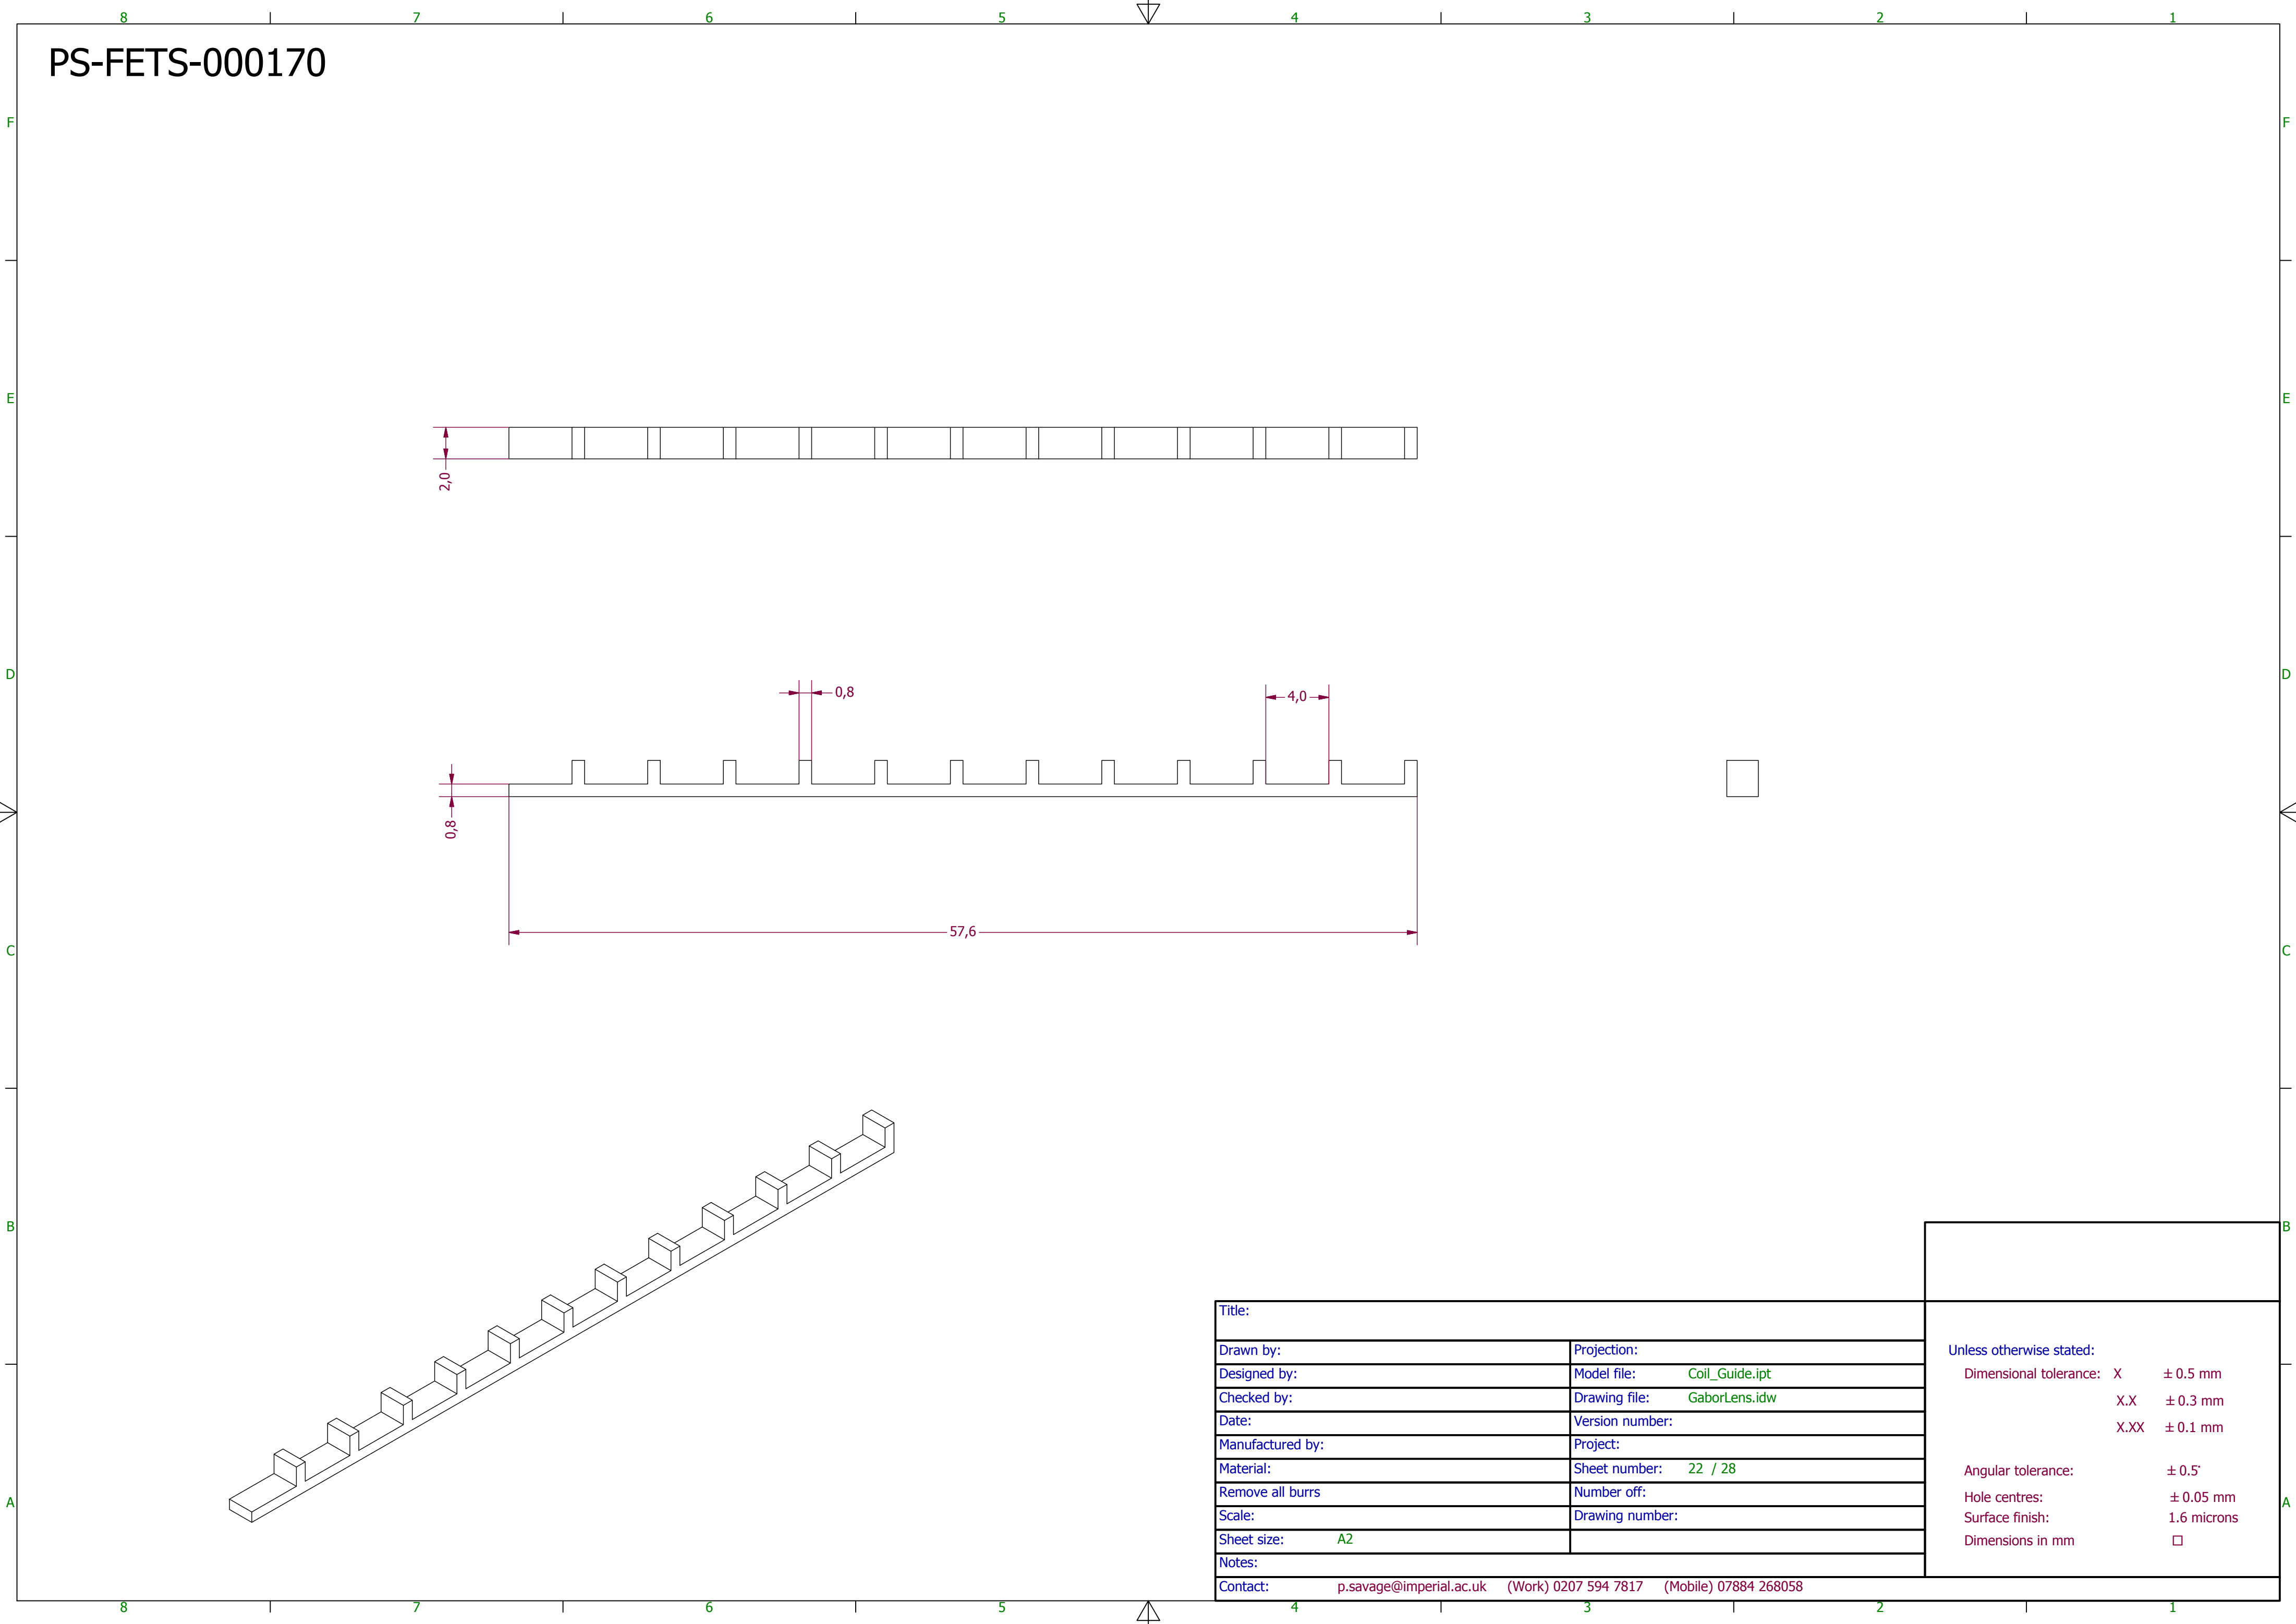 8 7 6 5 4 3 2 1
PS-FETS-000170
F F
E E
2,0
D D
0,8
4,0
0,8
57,6
C C
B B
Title:
Drawn by: Projection:
Unless otherwise stated:
Designed by: Model file: Coil_Guide.ipt
Dimensional tolerance: X ± 0.5 mm
Checked by: Drawing file: GaborLens.idw
X.X ± 0.3 mm
Date: Version number:
X.XX ± 0.1 mm
Manufactured by: Project:
Material: Sheet number: 22 / 28
Angular tolerance: ± 0.5°
Remove all burrs Number off:
Hole centres: ± 0.05 mm
A A
Scale: Drawing number:
Surface finish: 1.6 microns
Sheet size: A2
Dimensions in mm
Notes:
Contact: p.savage@imperial.ac.uk (Work) 0207 594 7817 (Mobile) 07884 268058
8 7 6 5 4 3 2 1